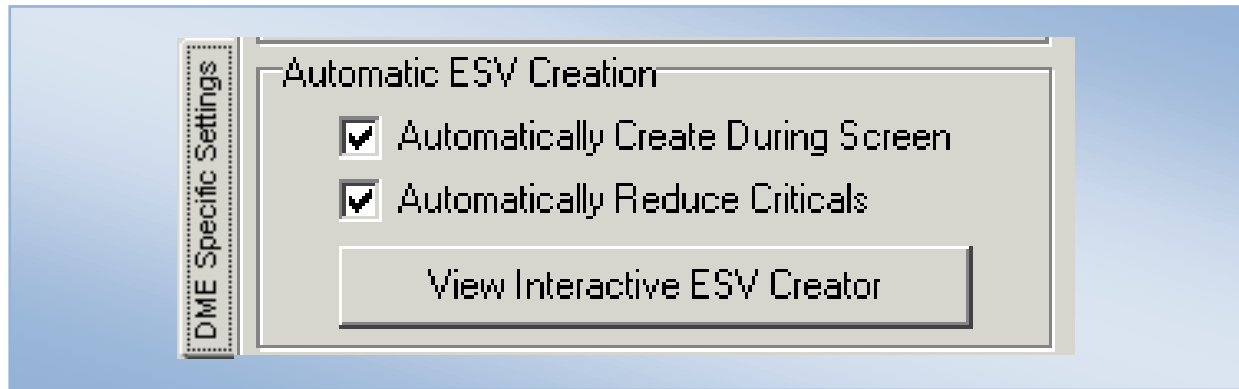 DME Specific Settings
Automatic ESV Creation
Automatically Create During Screen
Automatically Reduce Criticals
View Interactive ESV Creator